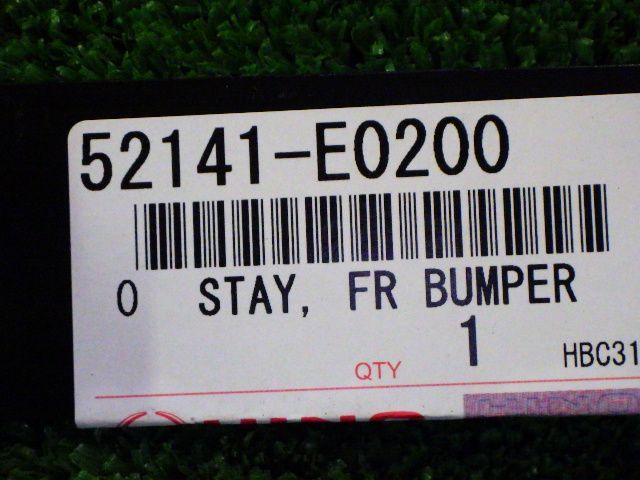 52141-E0200
0 STAY, FR BUMPER
QTY 1 HBC31